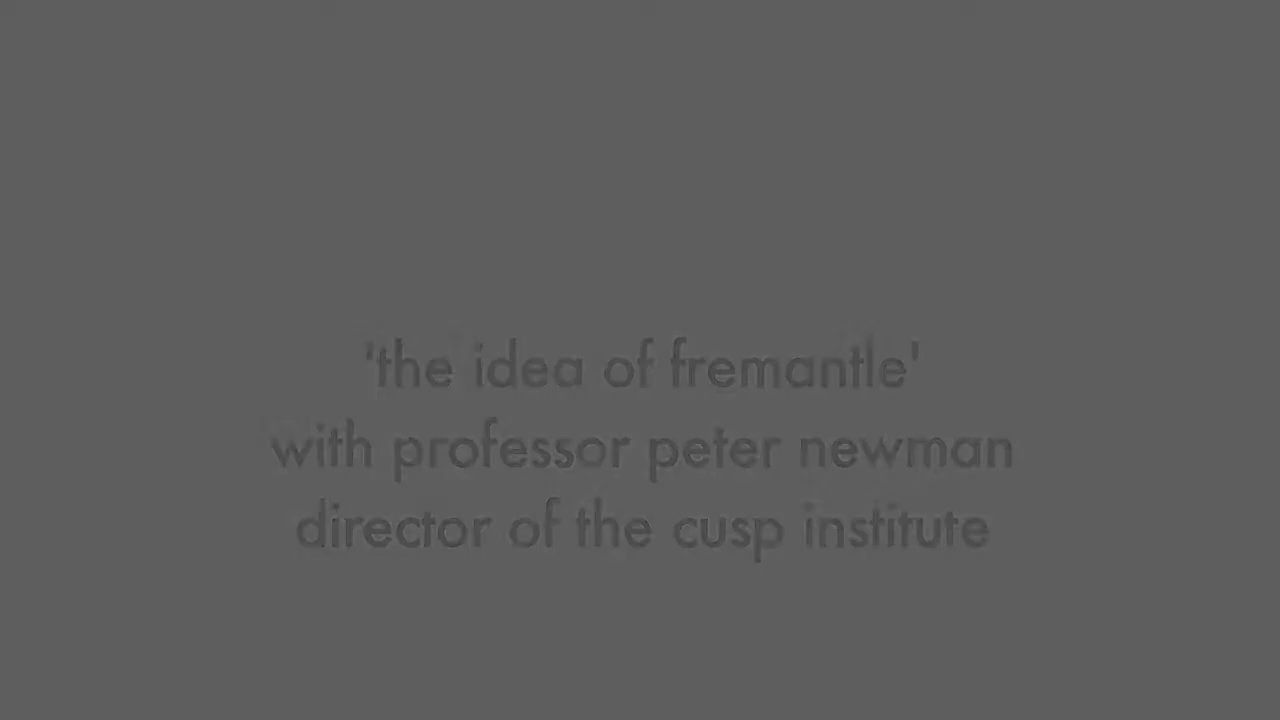 'the idea of fremantle'
with professor peter newman
director of the cusp institute